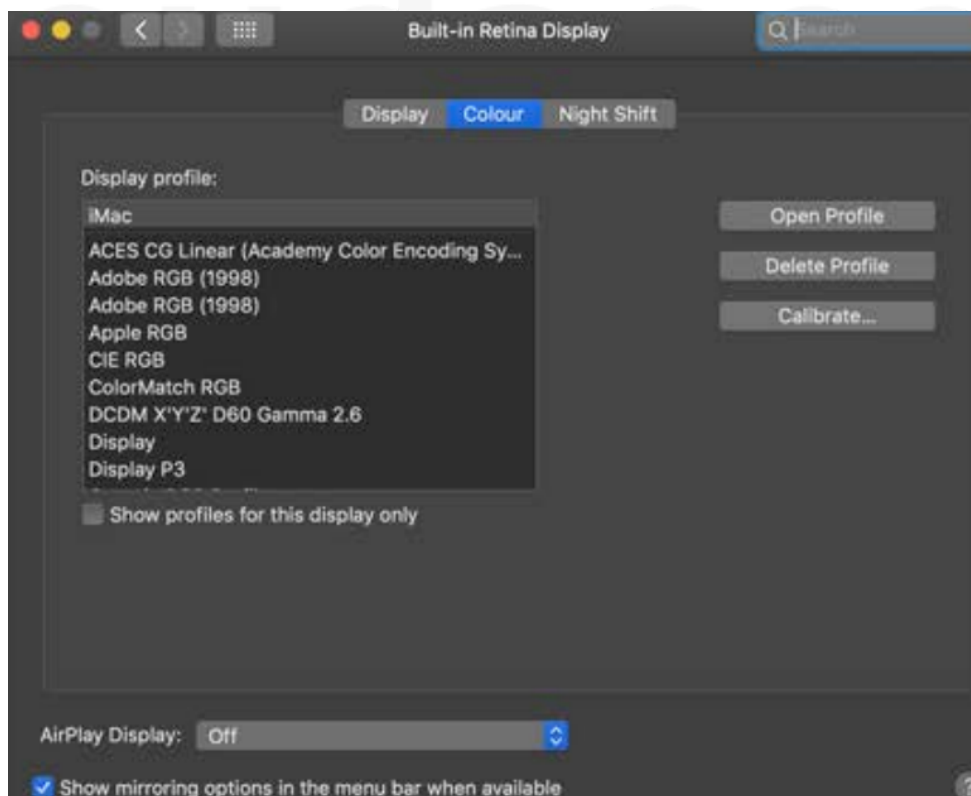 Built-in Retina Display
Search
Display Colour Night Shift
Display profile:
iMac
ACES CG Linear (Academy Color Encoding Sy...
Adobe RGB (1998)
Adobe RGB (1998)
Apple RGB
CIE RGB
ColorMatch RGB
DCDM X'Y'Z' D60 Gamma 2.6
Display
Display P3
Open Profile
Delete Profile
Calibrate...
Show profiles for this display only
AirPlay Display: Off
Show mirroring options in the menu bar when available
?